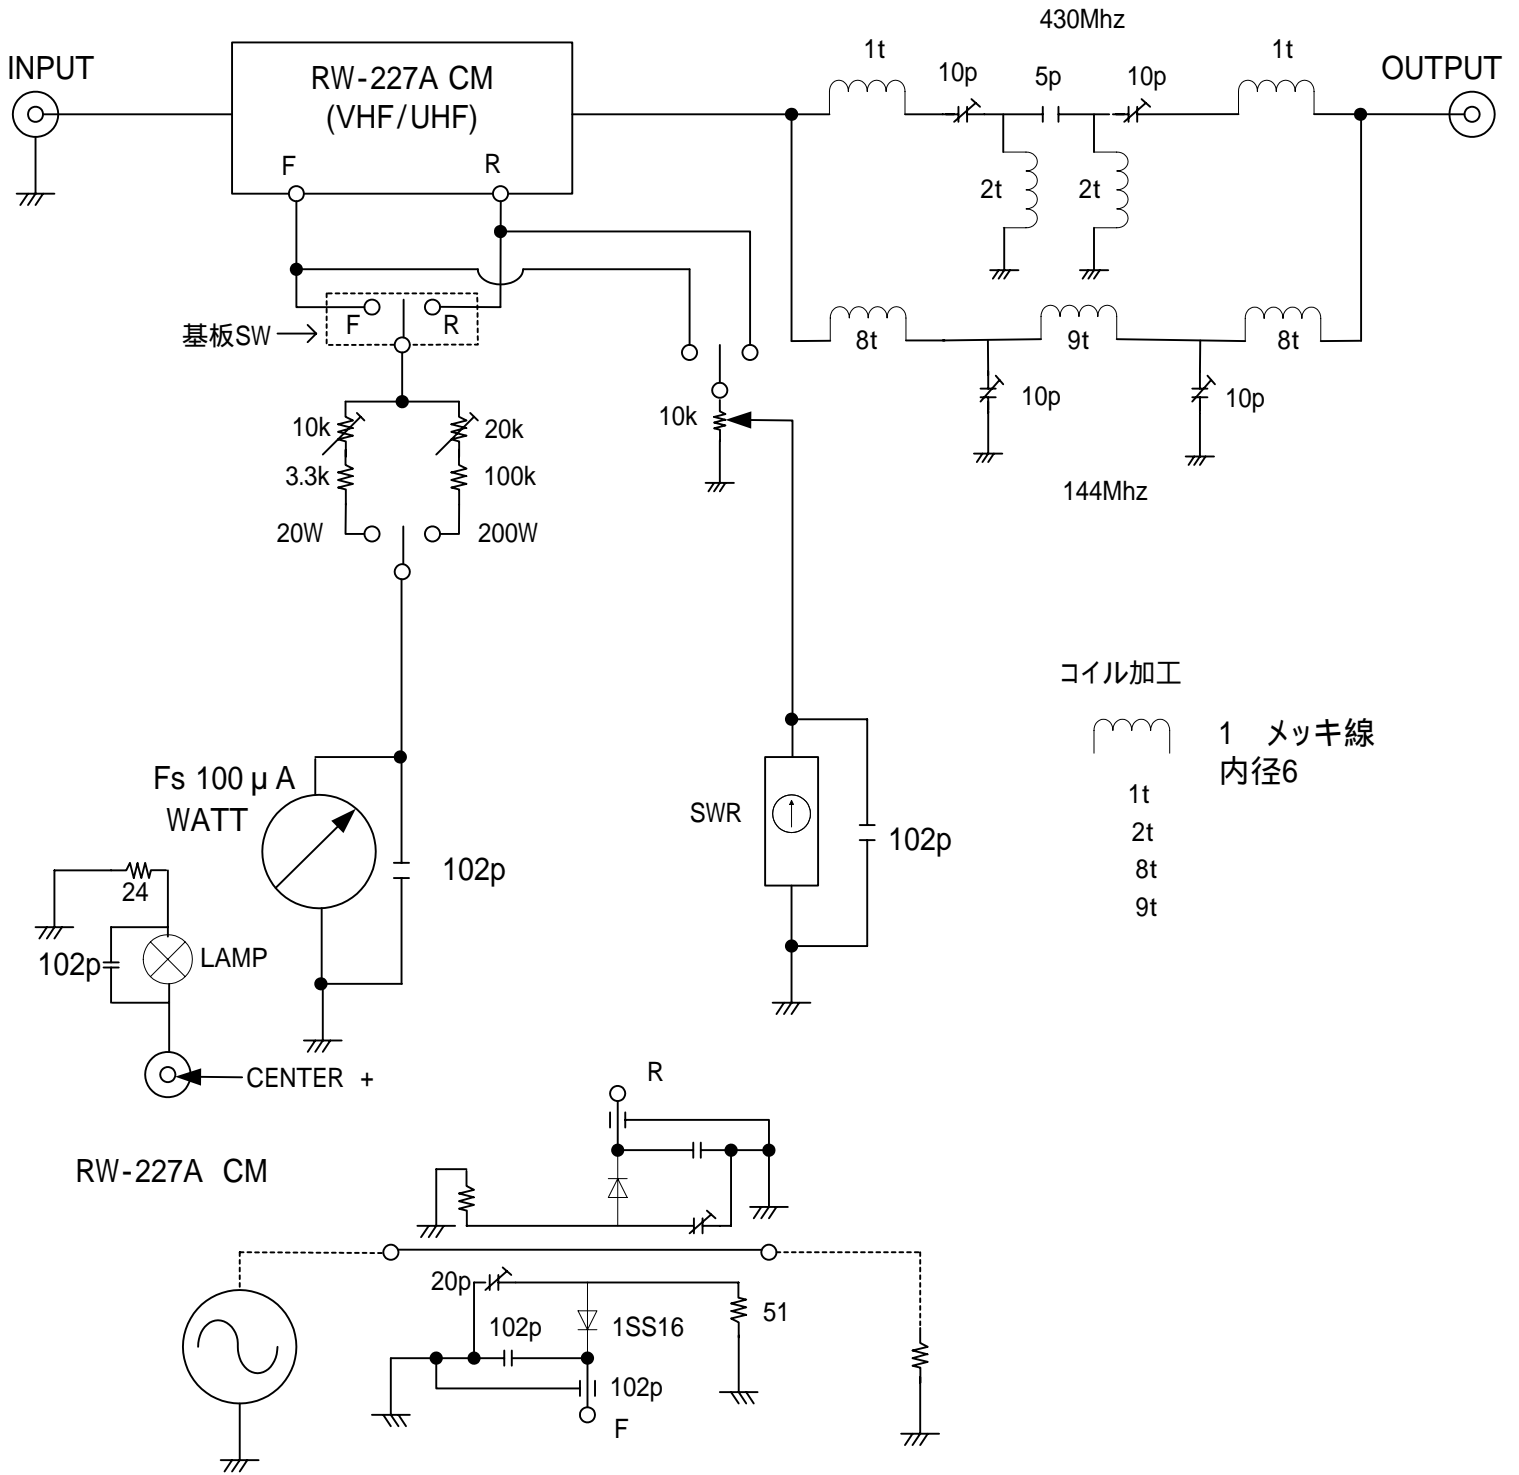 430Mhz
1t
10p
5p
10p
1t
INPUT
RW-227A CM
(VHF/UHF)
OUTPUT
F
R
2t
2t
基板SW
F
R
8t
9t
8t
10p
10p
10k
20k
3.3k
100k
20W
200W
10k
144Mhz
コイル加工
1 メッキ線
内径6
1t
2t
8t
9t
Fs 100μA
WATT
102p
SWR
102p
24
102p
LAMP
CENTER +
R
RW-227A CM
20p
102p
1SS16
51
102p
F